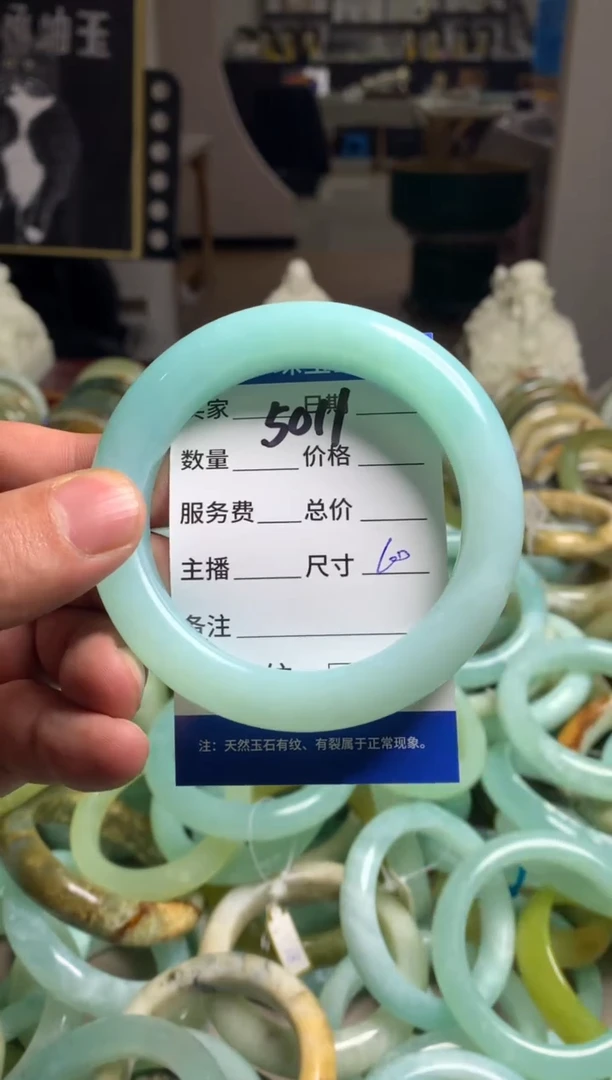 5011
买家 日期
数量 价格
服务费 总价
主播 尺寸 60
备注
注：天然玉石有纹、有裂属于正常现象。